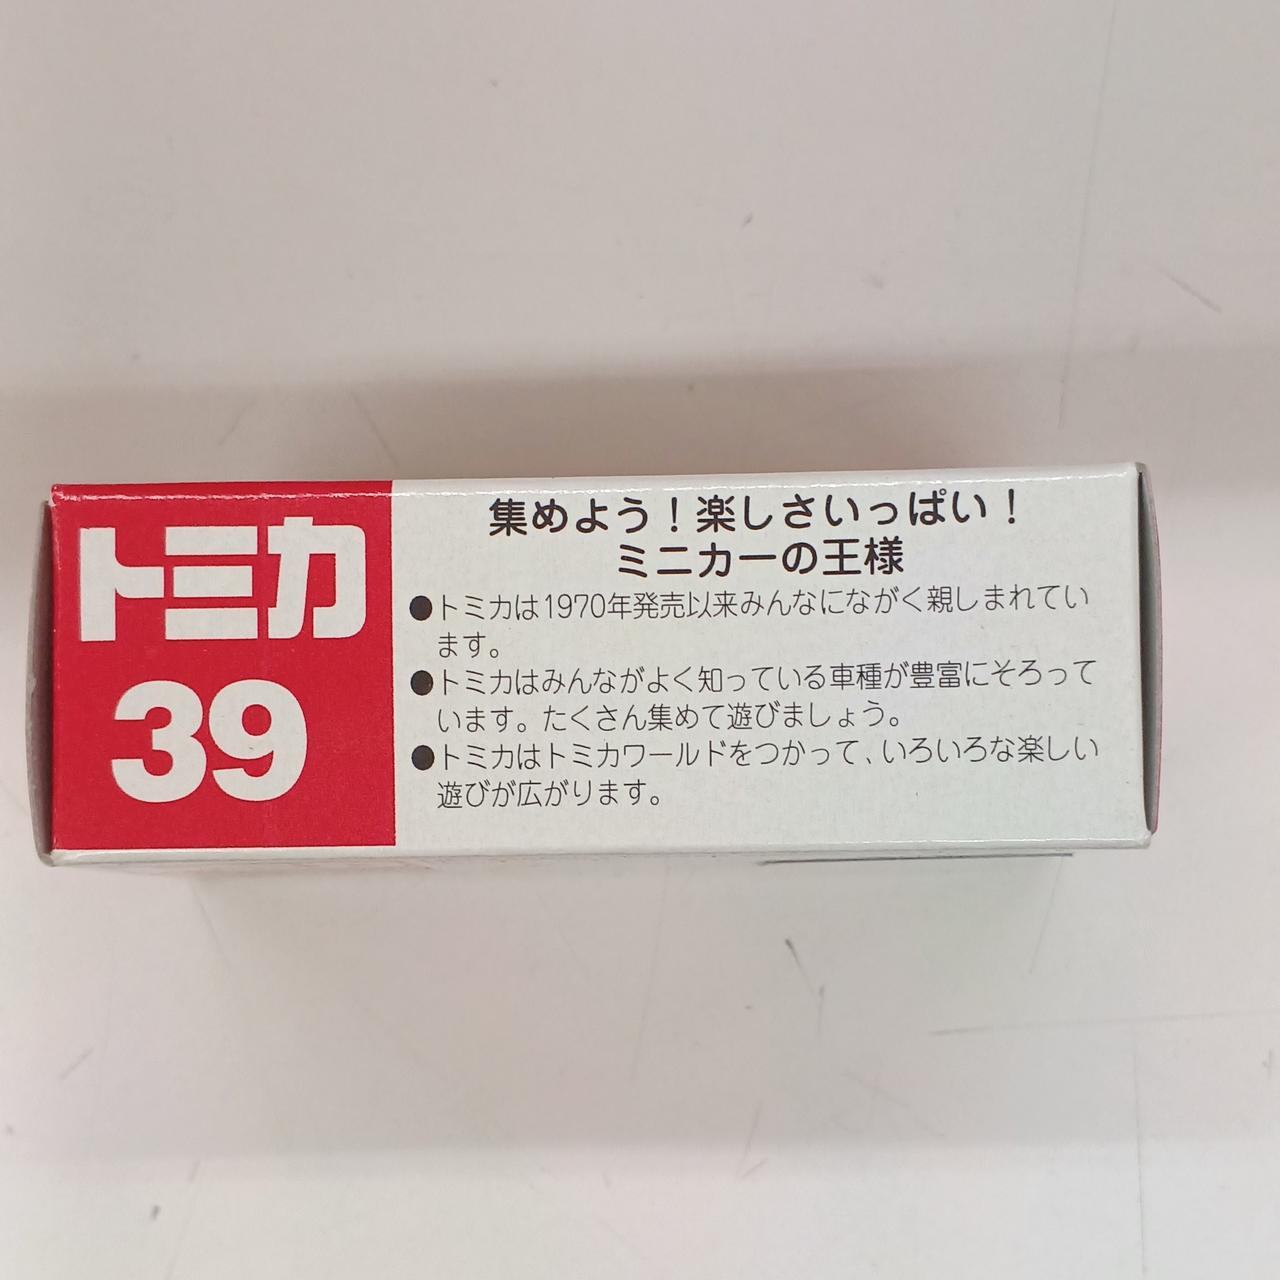 トミカ
39
集めよう！楽しさいっぱい！
ミニカーの王様
●トミカは1970年発売以来みんなにながく親しまれてい
ます。
●トミカはみんながよく知っている車種が豊富にそろって
います。たくさん集めて遊びましょう。
●トミカはトミカワールドをつかって、いろいろな楽しい
遊びが広がります。